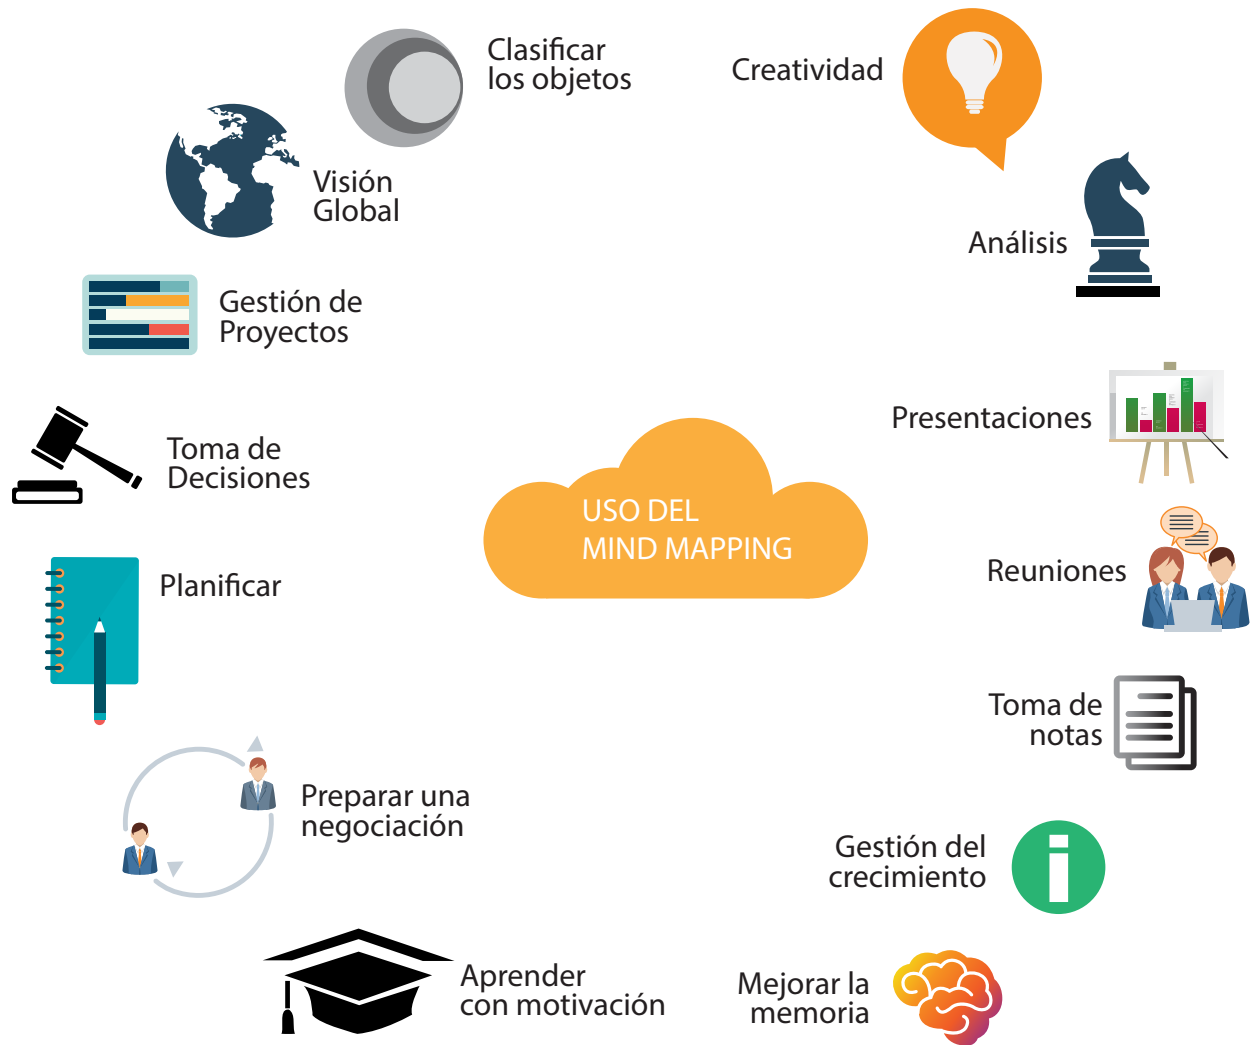 Clasificar
los objetos
Creatividad
Visión
Global
Análisis
Gestión de
Proyectos
Presentaciones
Toma de
Decisiones
USO DEL
MIND MAPPING
Reuniones
Planificar
Toma de
notas
Preparar una
negociación
Gestión del
crecimiento
i
Aprender
con motivación
Mejorar la
memoria